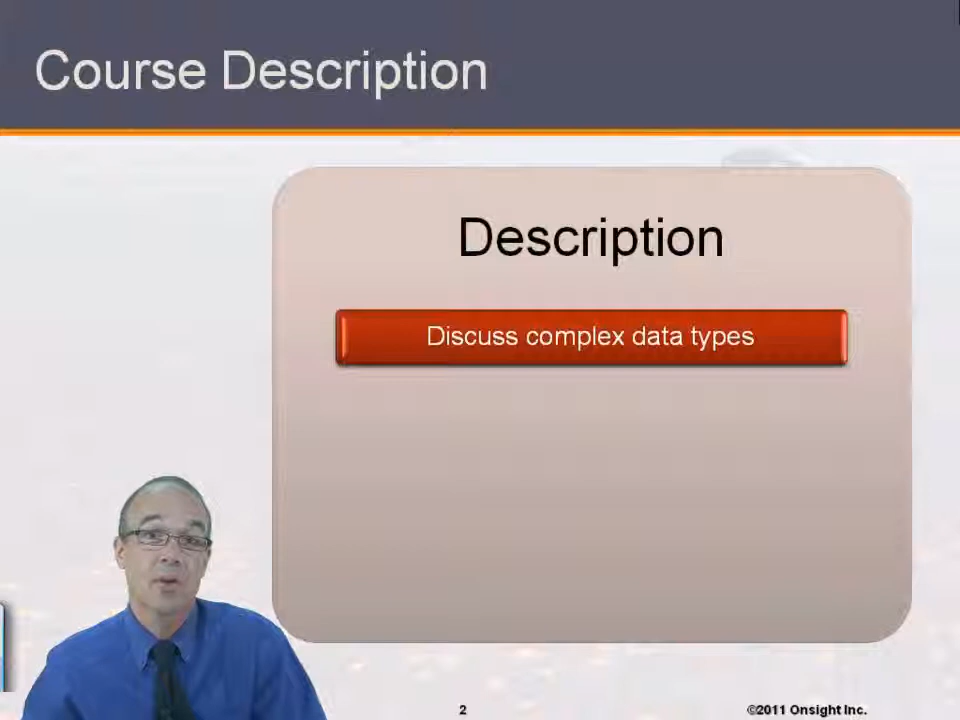 Course Description
Description
Discuss complex data types
2
©2011 Onsight Inc.